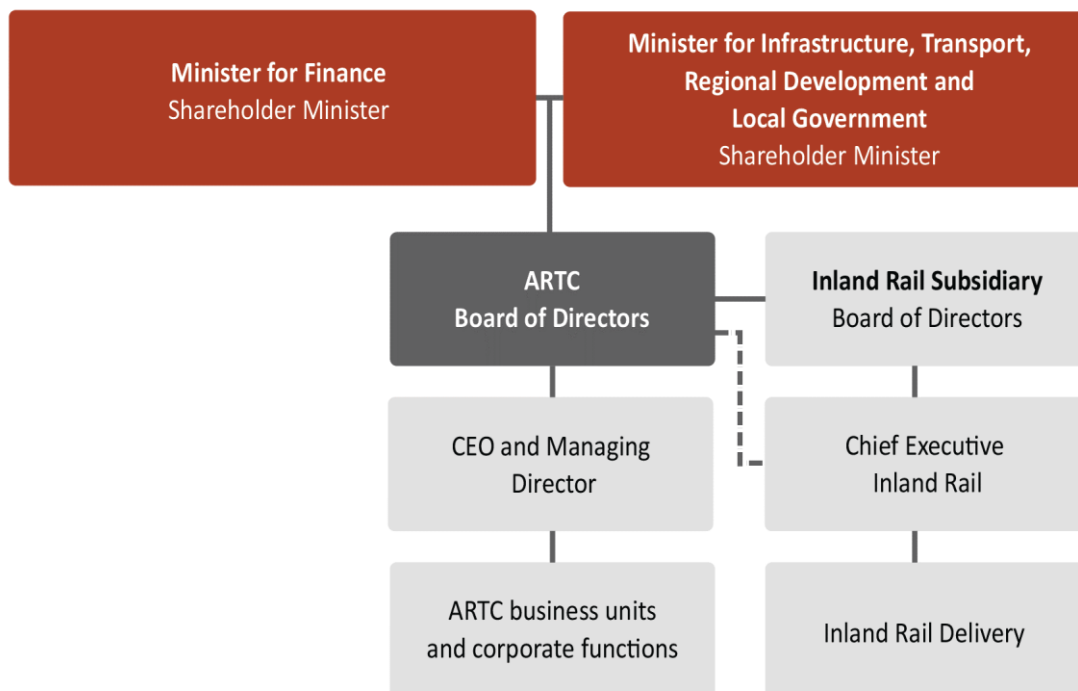 Minister for Finance
Shareholder Minister
Minister for Infrastructure, Transport,
Regional Development and
Local Government
Shareholder Minister
ARTC
Board of Directors
Inland Rail Subsidiary
Board of Directors
CEO and Managing
Director
Chief Executive
Inland Rail
ARTC business units
and corporate functions
Inland Rail Delivery